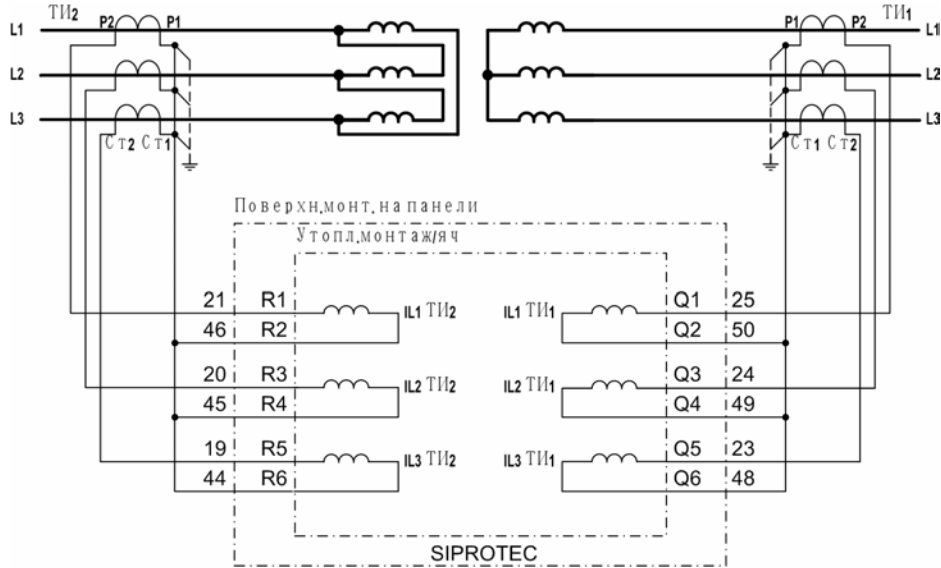 ТИ2 ТИ1
L1 P2 P1 P1 P2 L1
L2 L2
L3 L3
Ст2 Ст1 Ст1 Ст2
Поверхн.монт. на панели
Утопл.монтаж/яч
21 R1 IL1 ТИ2 IL1 ТИ1 Q1 25
46 R2 Q2 50
20 R3 IL2 ТИ2 IL2 ТИ1 Q3 24
45 R4 Q4 49
19 R5 IL3 ТИ2 IL3 ТИ1 Q5 23
44 R6 Q6 48
SIPROTEC